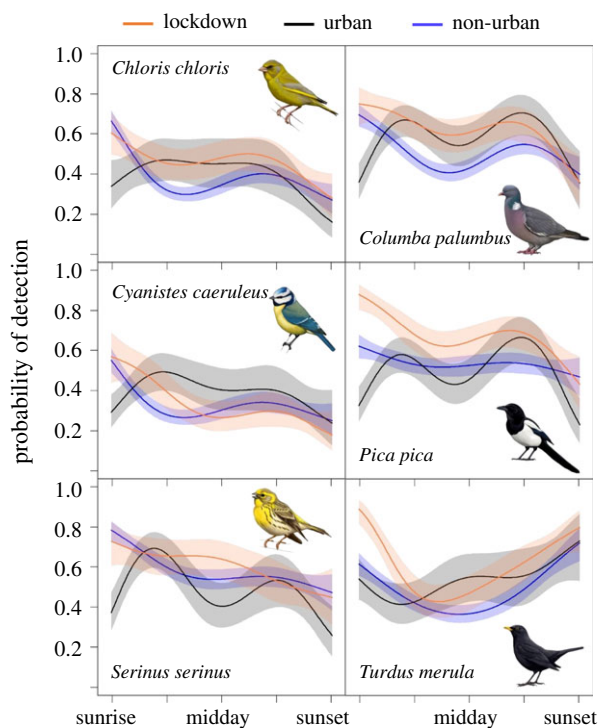 lockdown urban non-urban
1.0
Chloris chloris
0.8
0.6
0.4
0.2
Columba palumbus
1.0
Cyanistes caeruleus
0.8
0.6
0.4
0.2
Pica pica
1.0
0.8
0.6
0.4
0.2
Serinus serinus Turdus merula
sunrise midday sunset midday sunset
probability of detection